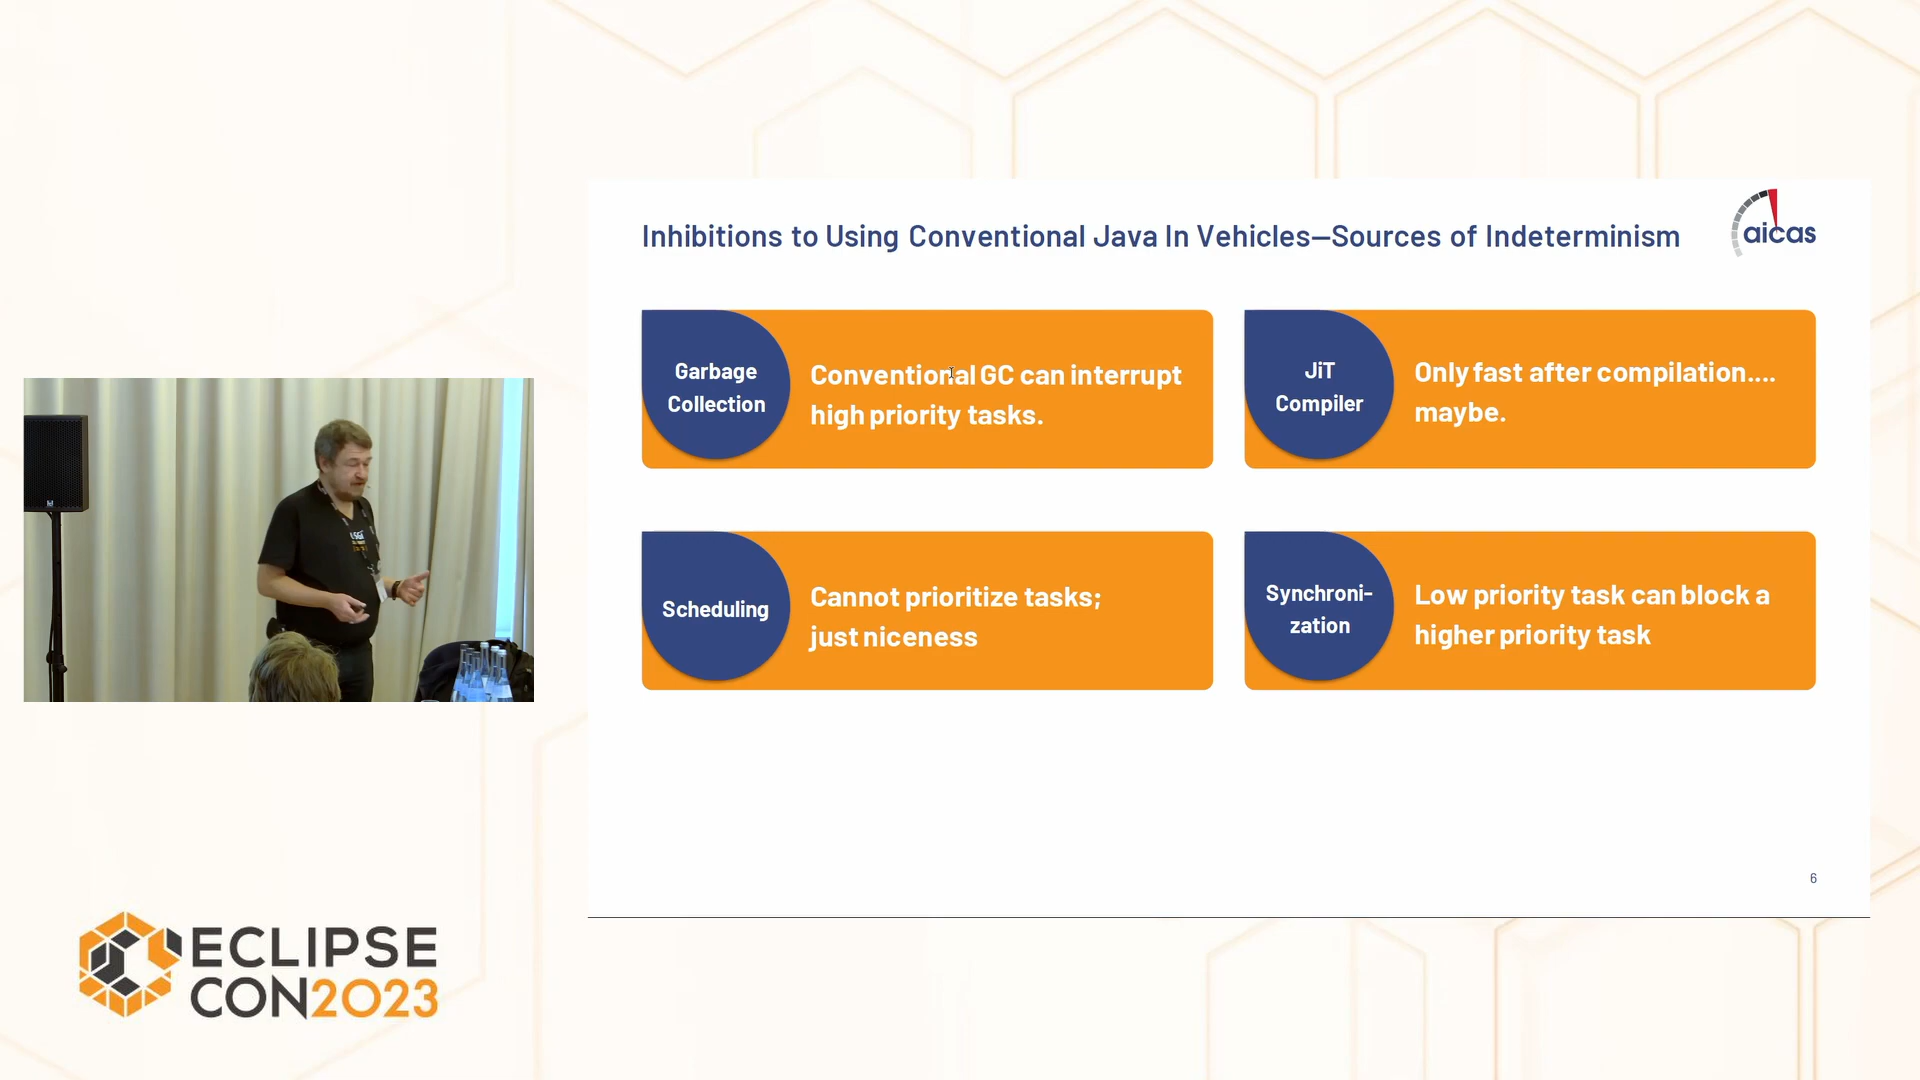 Inhibitions to Using Conventional Java In Vehicles—Sources of Indeterminism
aicas
Garbage
Collection
Conventional GC can interrupt
high priority tasks.
JiT
Compiler
Only fast after compilation....
maybe.
Scheduling
Cannot prioritize tasks;
just niceness
Synchroni-
zation
Low priority task can block a
higher priority task
6
ECLIPSE
CON2023